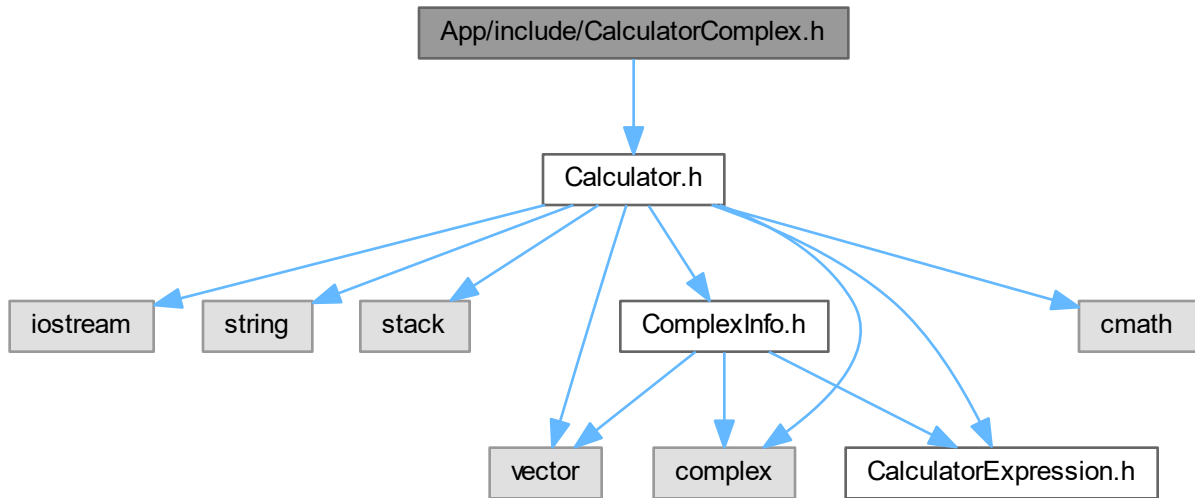 App/include/CalculatorComplex.h
Calculator.h
iostream
string
stack
ComplexInfo.h
cmath
vector
complex
CalculatorExpression.h